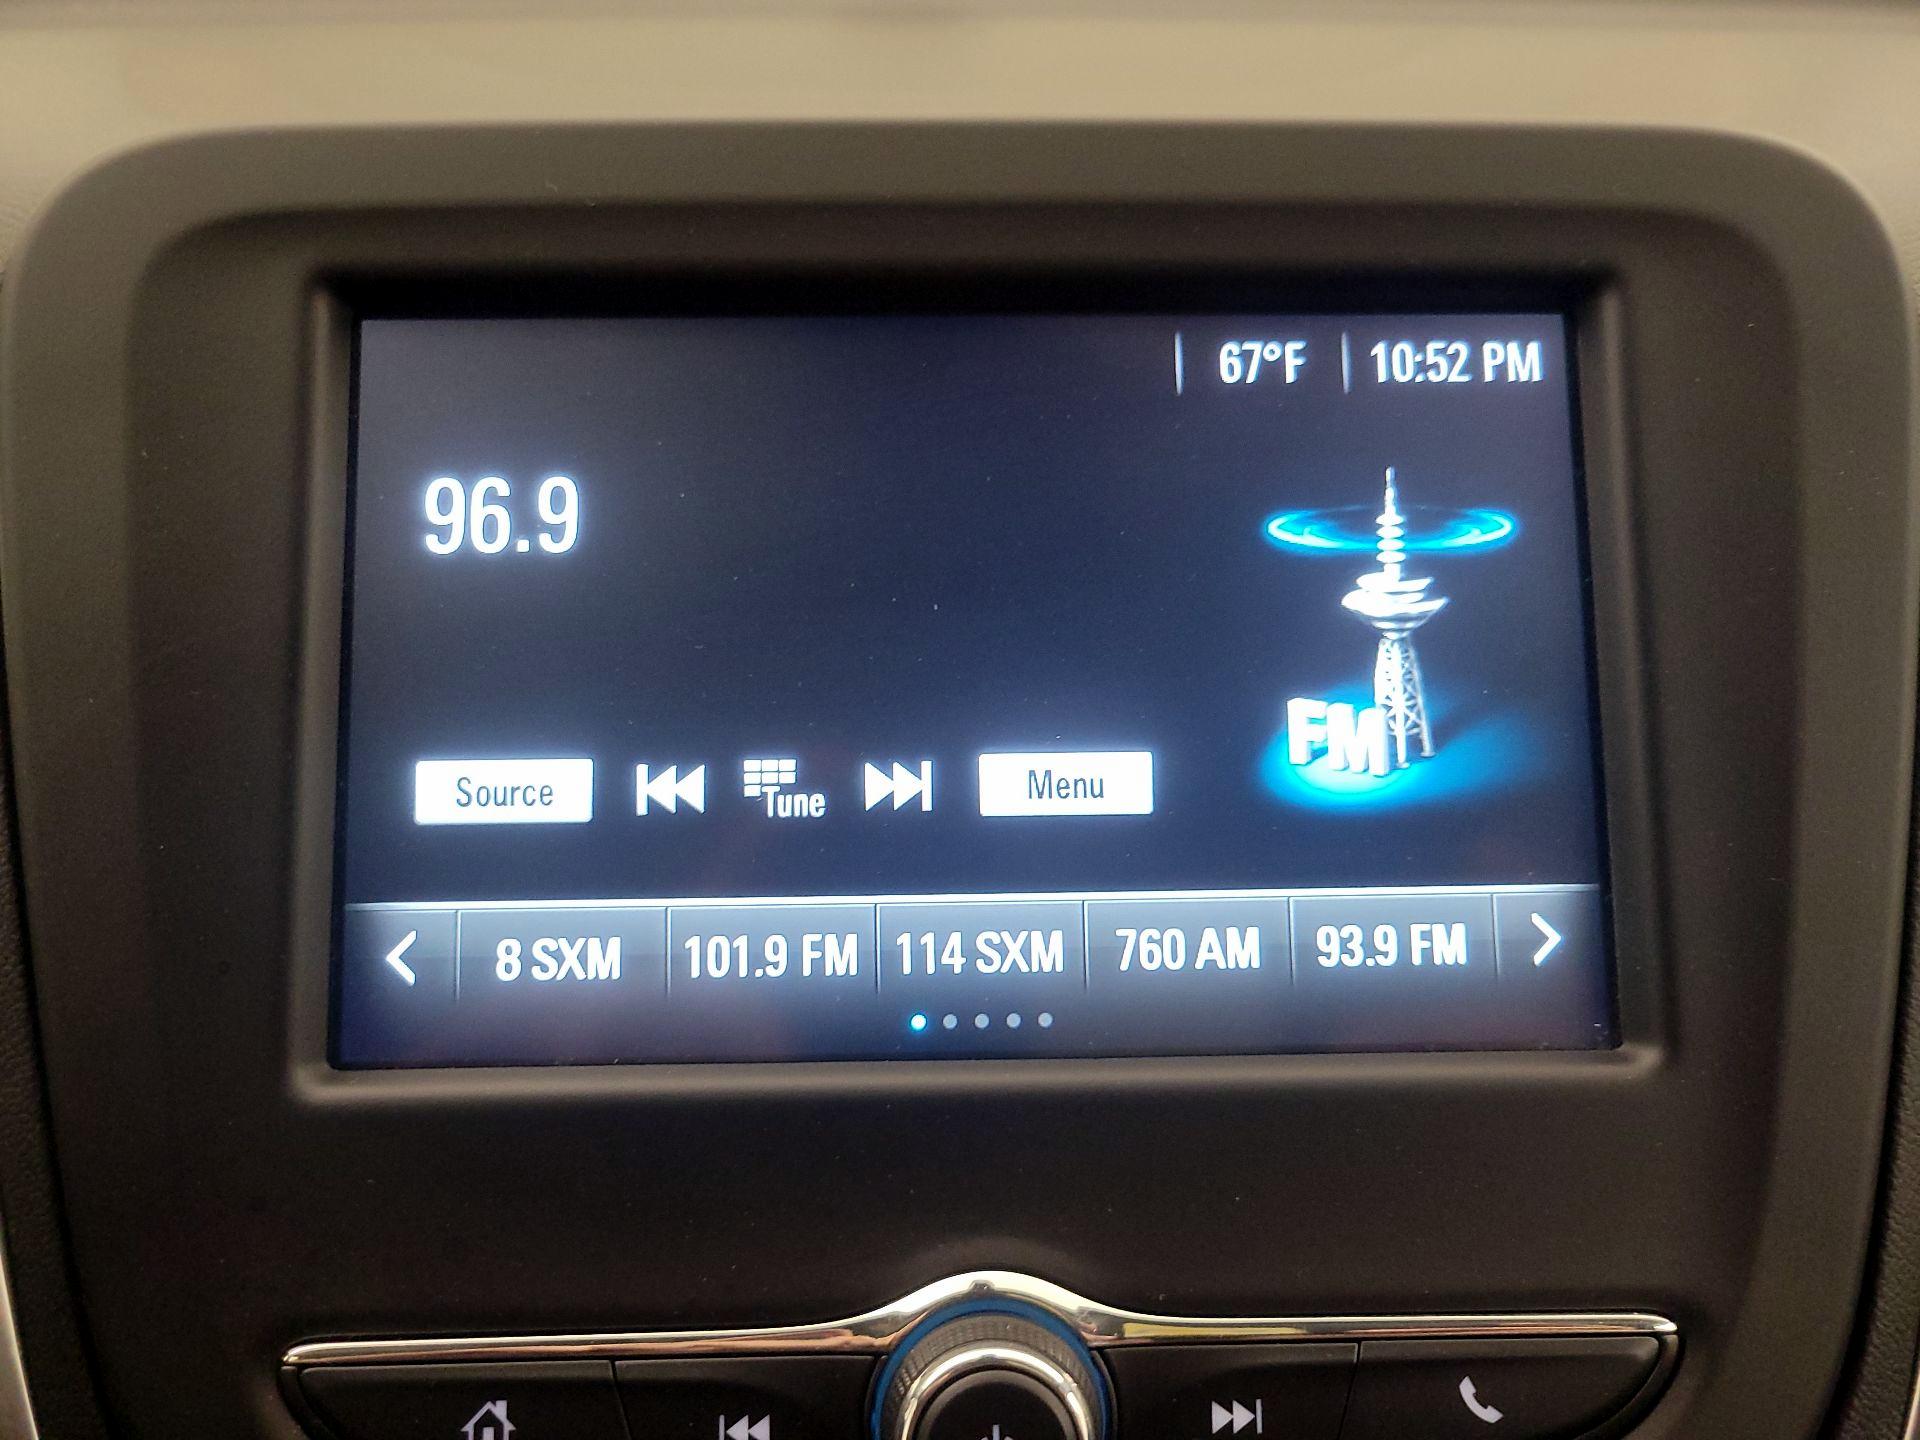 67°F 10:52 PM
96.9
FM
Source Tune Menu
8 SXM 101.9 FM 114 SXM 760 AM 93.9 FM